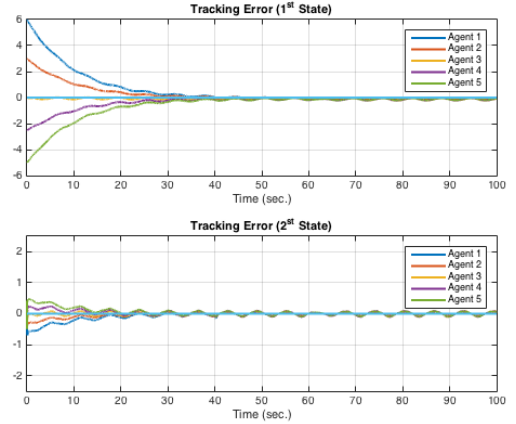 Tracking Error (1st State)
6
4
2
0
-2
-4
-6
0 10 20 30 40 50 60 70 80 90 100
Time (sec.)
Agent 1
Agent 2
Agent 3
Agent 4
Agent 5
Tracking Error (2st State)
2
1
0
-1
-2
0 10 20 30 40 50 60 70 80 90 100
Time (sec.)
Agent 1
Agent 2
Agent 3
Agent 4
Agent 5